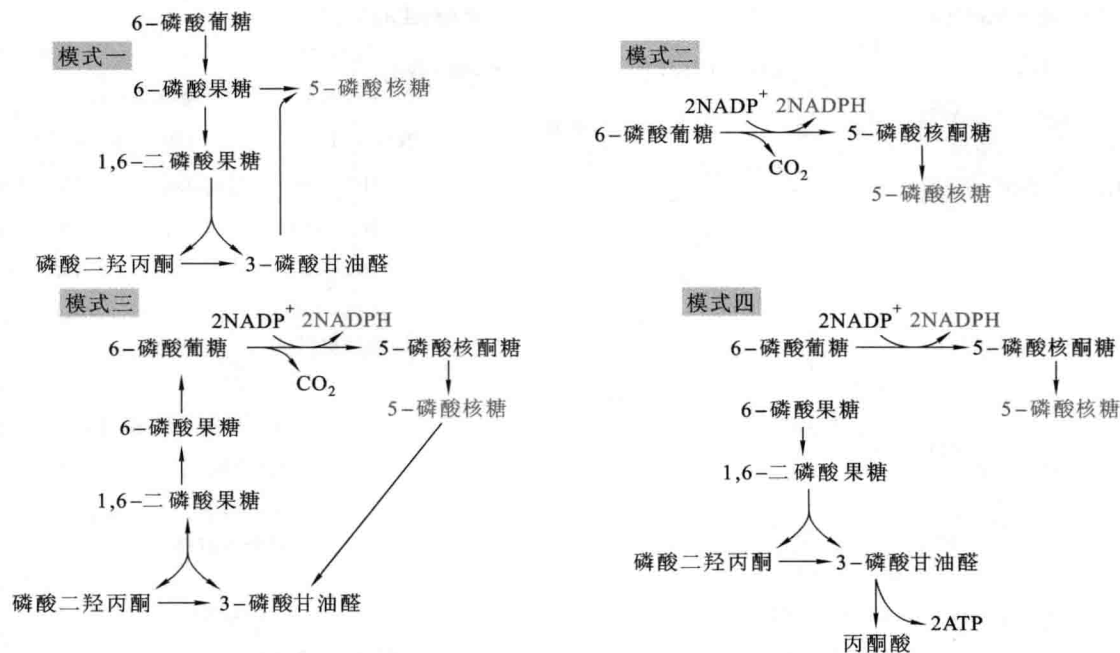 模式一
6-磷酸葡糖
6-磷酸果糖
5-磷酸核糖
1,6-二磷酸果糖
磷酸二羟丙酮
3-磷酸甘油醛
模式二
2NADP+ 2NADPH
6-磷酸葡糖
5-磷酸核酮糖
CO2
5-磷酸核糖
模式三
2NADP+ 2NADPH
6-磷酸葡糖
5-磷酸核酮糖
CO2
5-磷酸核糖
6-磷酸果糖
1,6-二磷酸果糖
磷酸二羟丙酮
3-磷酸甘油醛
模式四
2NADP+ 2NADPH
6-磷酸葡糖
5-磷酸核酮糖
6-磷酸果糖
5-磷酸核糖
1,6-二磷酸果糖
磷酸二羟丙酮
3-磷酸甘油醛
2ATP
丙酮酸